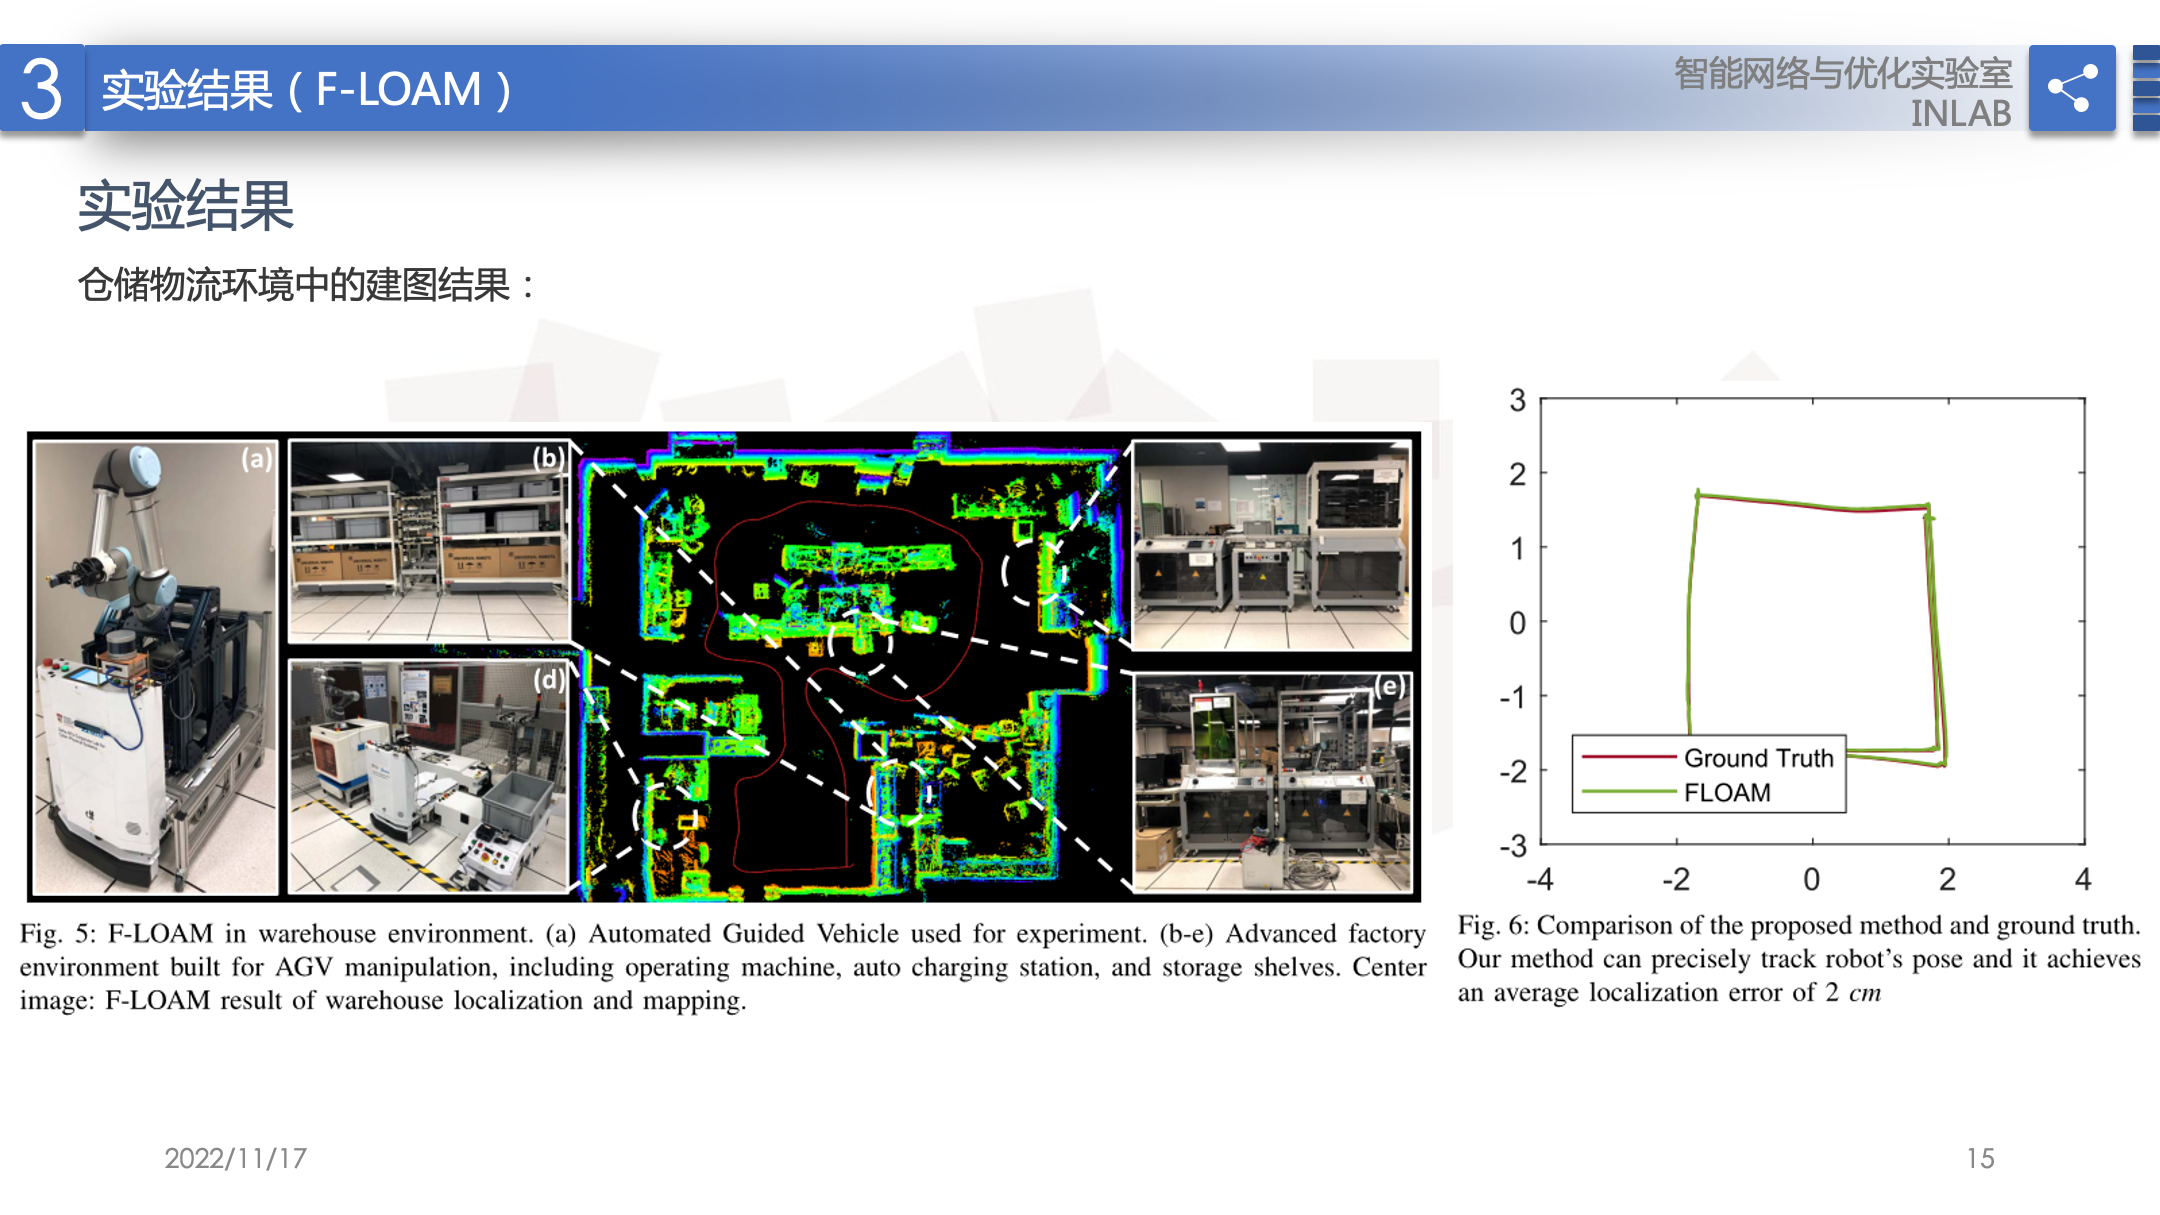 3
实验结果（F-LOAM）
智能网络与优化实验室
INLAB
实验结果
仓储物流环境中的建图结果：
(a)
(b)
(d)
(e)
Fig. 5: F-LOAM in warehouse environment. (a) Automated Guided Vehicle used for experiment. (b-e) Advanced factory
environment built for AGV manipulation, including operating machine, auto charging station, and storage shelves. Center
image: F-LOAM result of warehouse localization and mapping.
3
2
1
0
-1
-2
-3
-4
-2
0
2
4
Ground Truth
FLOAM
Fig. 6: Comparison of the proposed method and ground truth.
Our method can precisely track robot's pose and it achieves
an average localization error of 2 cm
2022/11/17
15